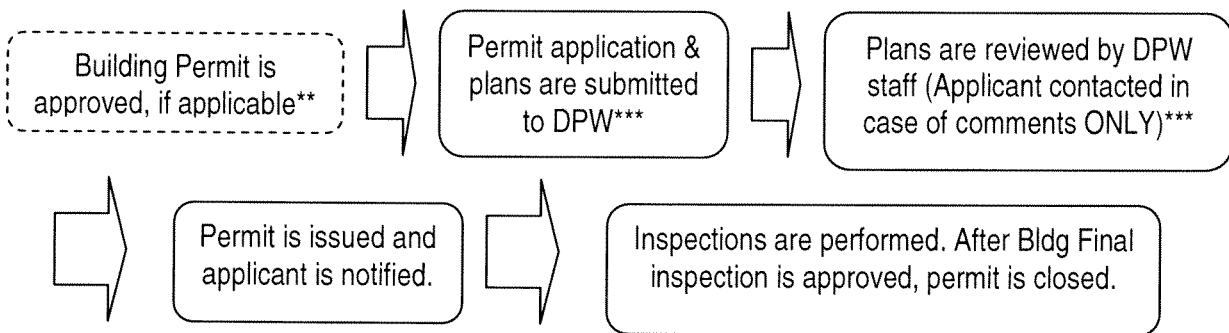 Building Permit is
approved, if applicable**
Permit application &
plans are submitted
to DPW***
Plans are reviewed by DPW
staff (Applicant contacted in
case of comments ONLY)***
Permit is issued and
applicant is notified.
Inspections are performed. After Bldg Final
inspection is approved, permit is closed.